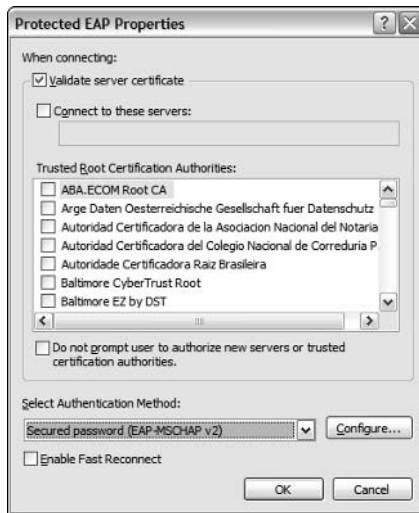 Protected EAP Properties
When connecting:
Validate server certificate
Connect to these servers:
Trusted Root Certification Authorities:
ABA.ECOM Root CA
Arge Daten Oesterreichische Gesellschaft fuer Datenschutz
Autoridad Certificadora de la Asociacion Nacional del Notaria
Autoridad Certificadora del Colegio Nacional de Correduria P
Autoridade Certificadora Raiz Brasileira
Baltimore CyberTrust Root
Baltimore EZ by DST
Do not prompt user to authorize new servers or trusted
certification authorities.
Select Authentication Method:
Secured password (EAP-MSCHAP v2)
Configure...
Enable Fast Reconnect
OK
Cancel